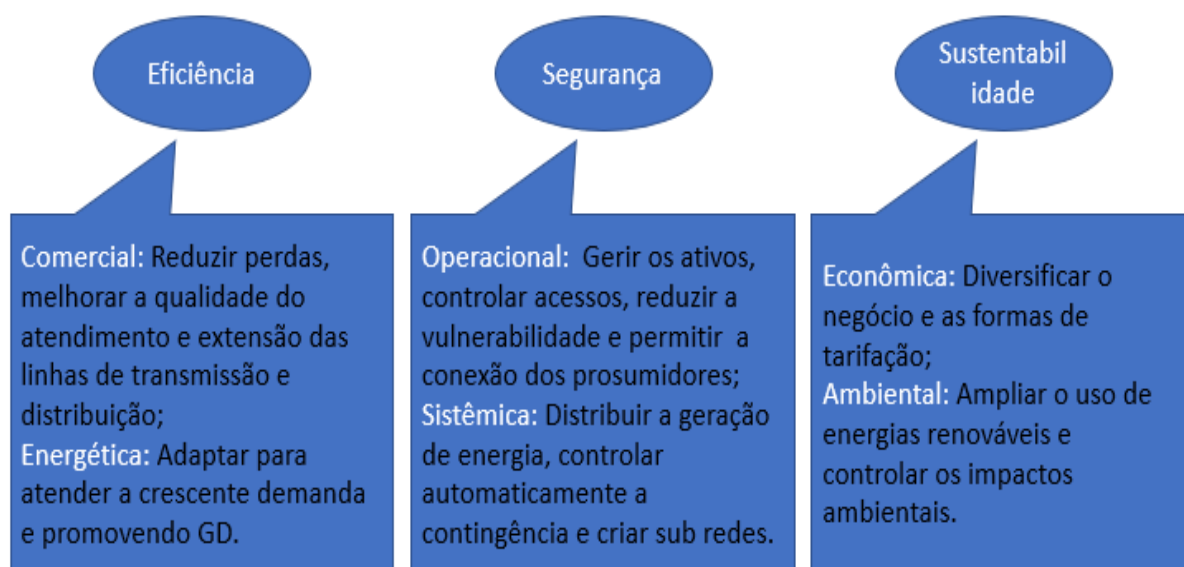 Eficiência
Segurança
Sustentabil
idade
Comercial: Reduzir perdas,
melhorar a qualidade do
atendimento e extensão das
linhas de transmissão e
distribuição;
Energética: Adaptar para
atender a crescente demanda
e promovendo GD.
Operacional:  Gerir os ativos,
controlar acessos, reduzir a
vulnerabilidade e permitir  a
conexão dos prosumidores;
Sistêmica: Distribuir a geração
de energia, controlar
automaticamente a
contingência e criar sub redes.
Econômica: Diversificar o
negócio e as formas de
tarifação;
Ambiental: Ampliar o uso de
energias renováveis e
controlar os impactos
ambientais.